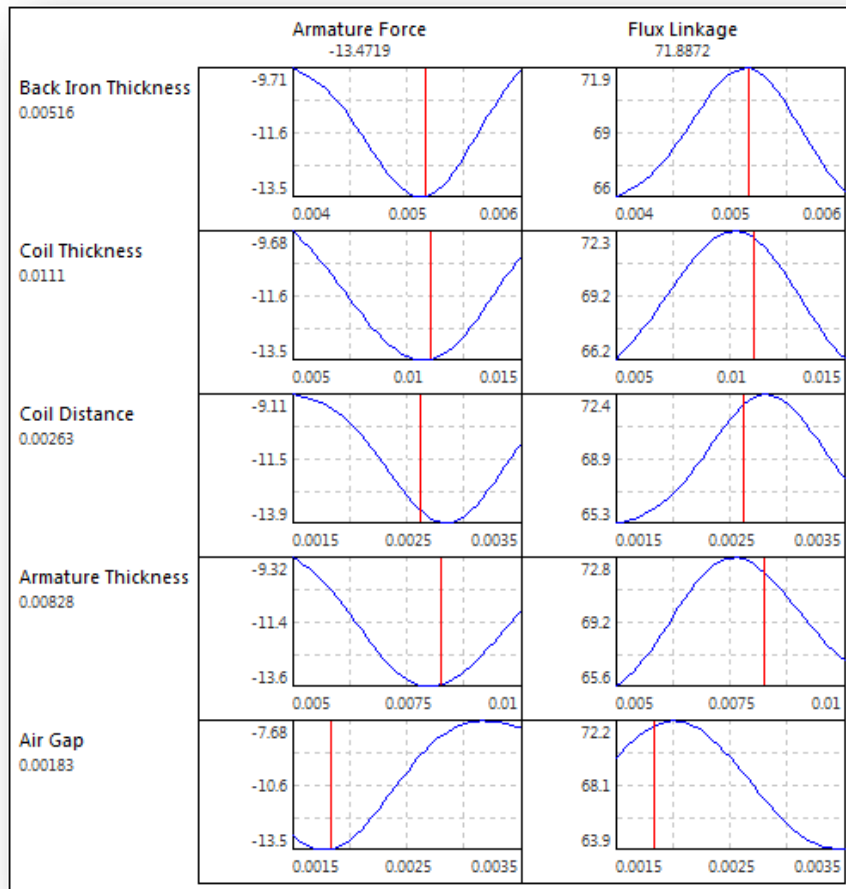 Armature Force Flux Linkage
-13.4719 71.8872
Back Iron Thickness
0.00516
-9.71 71.9
-11.6 69
-13.5 66
0.004 0.005 0.006 0.004 0.005 0.006
Coil Thickness
0.0111
-9.68 72.3
-11.6 69.2
-13.5 66.2
0.005 0.01 0.015 0.005 0.01 0.015
Coil Distance
0.00263
-9.11 72.4
-11.5 68.9
-13.9 65.3
0.0015 0.0025 0.0035 0.0015 0.0025 0.0035
Armature Thickness
0.00828
-9.32 72.8
-11.4 69.2
-13.6 65.6
0.005 0.0075 0.01 0.005 0.0075 0.01
Air Gap
0.00183
-7.68 72.2
-10.6 68.1
-13.5 63.9
0.0015 0.0025 0.0035 0.0015 0.0025 0.0035